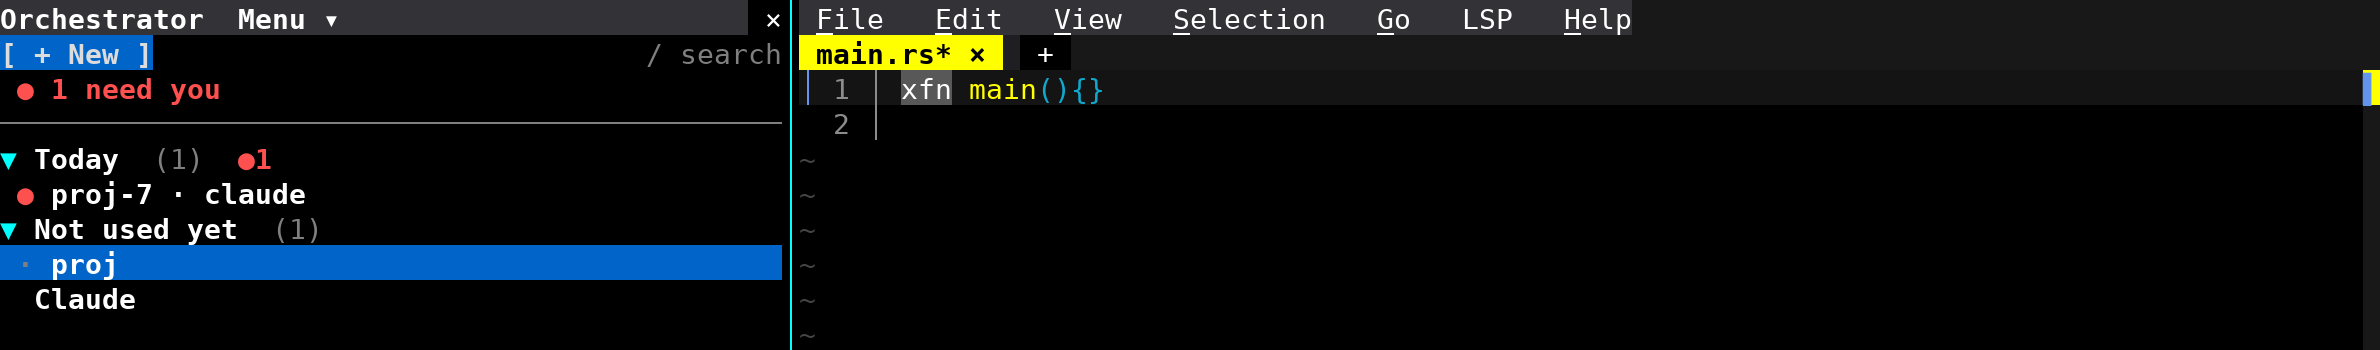 Orchestrator  Menu ▾  ×
[ + New ]  / search
● 1 need you
▼ Today  (1)  ●1
● proj-7 · claude
▼ Not used yet  (1)
· proj
Claude
File  Edit  View  Selection  Go  LSP  Help
main.rs* ×  +
1 │ xfn main(){}
2 │
~
~
~
~
~
~